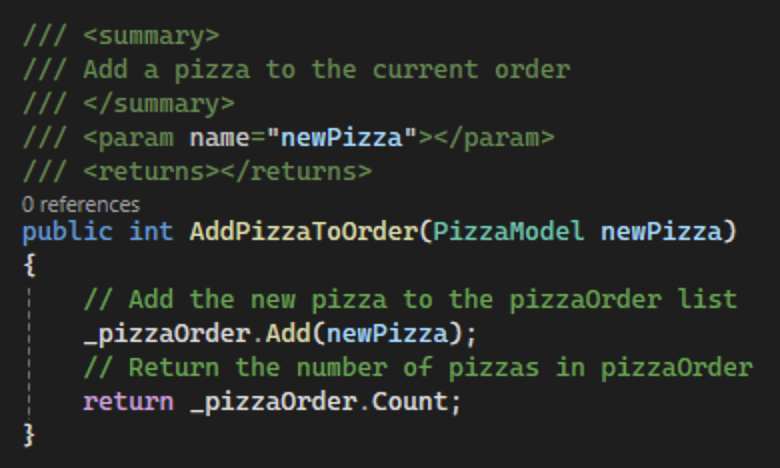 /// <summary>
/// Add a pizza to the current order
/// </summary>
/// <param name="newPizza"></param>
/// <returns></returns>
0 references
public int AddPizzaToOrder(PizzaModel newPizza)
{
    // Add the new pizza to the pizzaOrder list
    _pizzaOrder.Add(newPizza);
    // Return the number of pizzas in pizzaOrder
    return _pizzaOrder.Count;
}